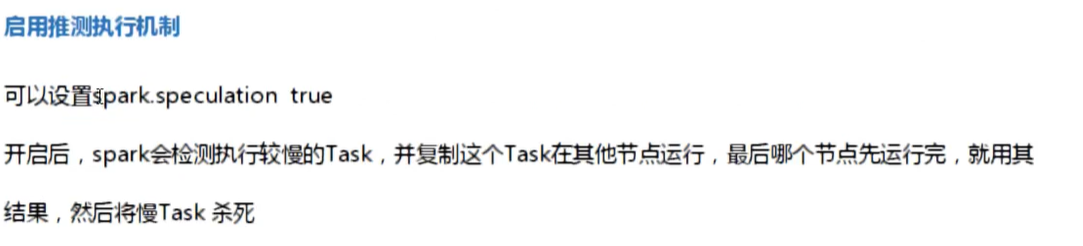 启用推测执行机制
可以设置spark.speculation  true
开启后，spark会检测执行较慢的Task，并复制这个Task在其他节点运行，最后哪个节点先运行完，就用其
结果，然后将慢Task 杀死